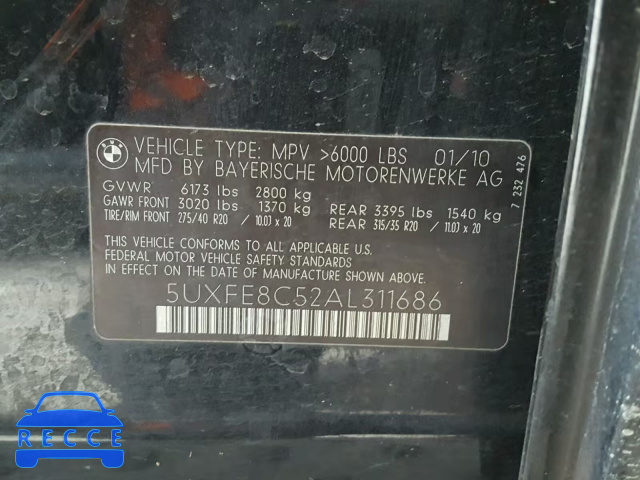 BMW
VEHICLE TYPE: MPV >6000 LBS 01/10
MFD BY BAYERISCHE MOTORENWERKE AG
GVWR 6173 lbs 2800 kg
GAWR FRONT 3020 lbs 1370 kg REAR 3395 lbs 1540 kg
TIRE/RIM FRONT 275/40 R20 / 10.0J x 20 REAR 315/35 R20 / 11.0J x 20
THIS VEHICLE CONFORMS TO ALL APPLICABLE U.S.
FEDERAL MOTOR VEHICLE SAFETY STANDARDS IN EFFECT ON THE
DATE OF MANUFACTURE SHOWN ABOVE.
5UXFE8C52AL311686
7 232 476
RECCE